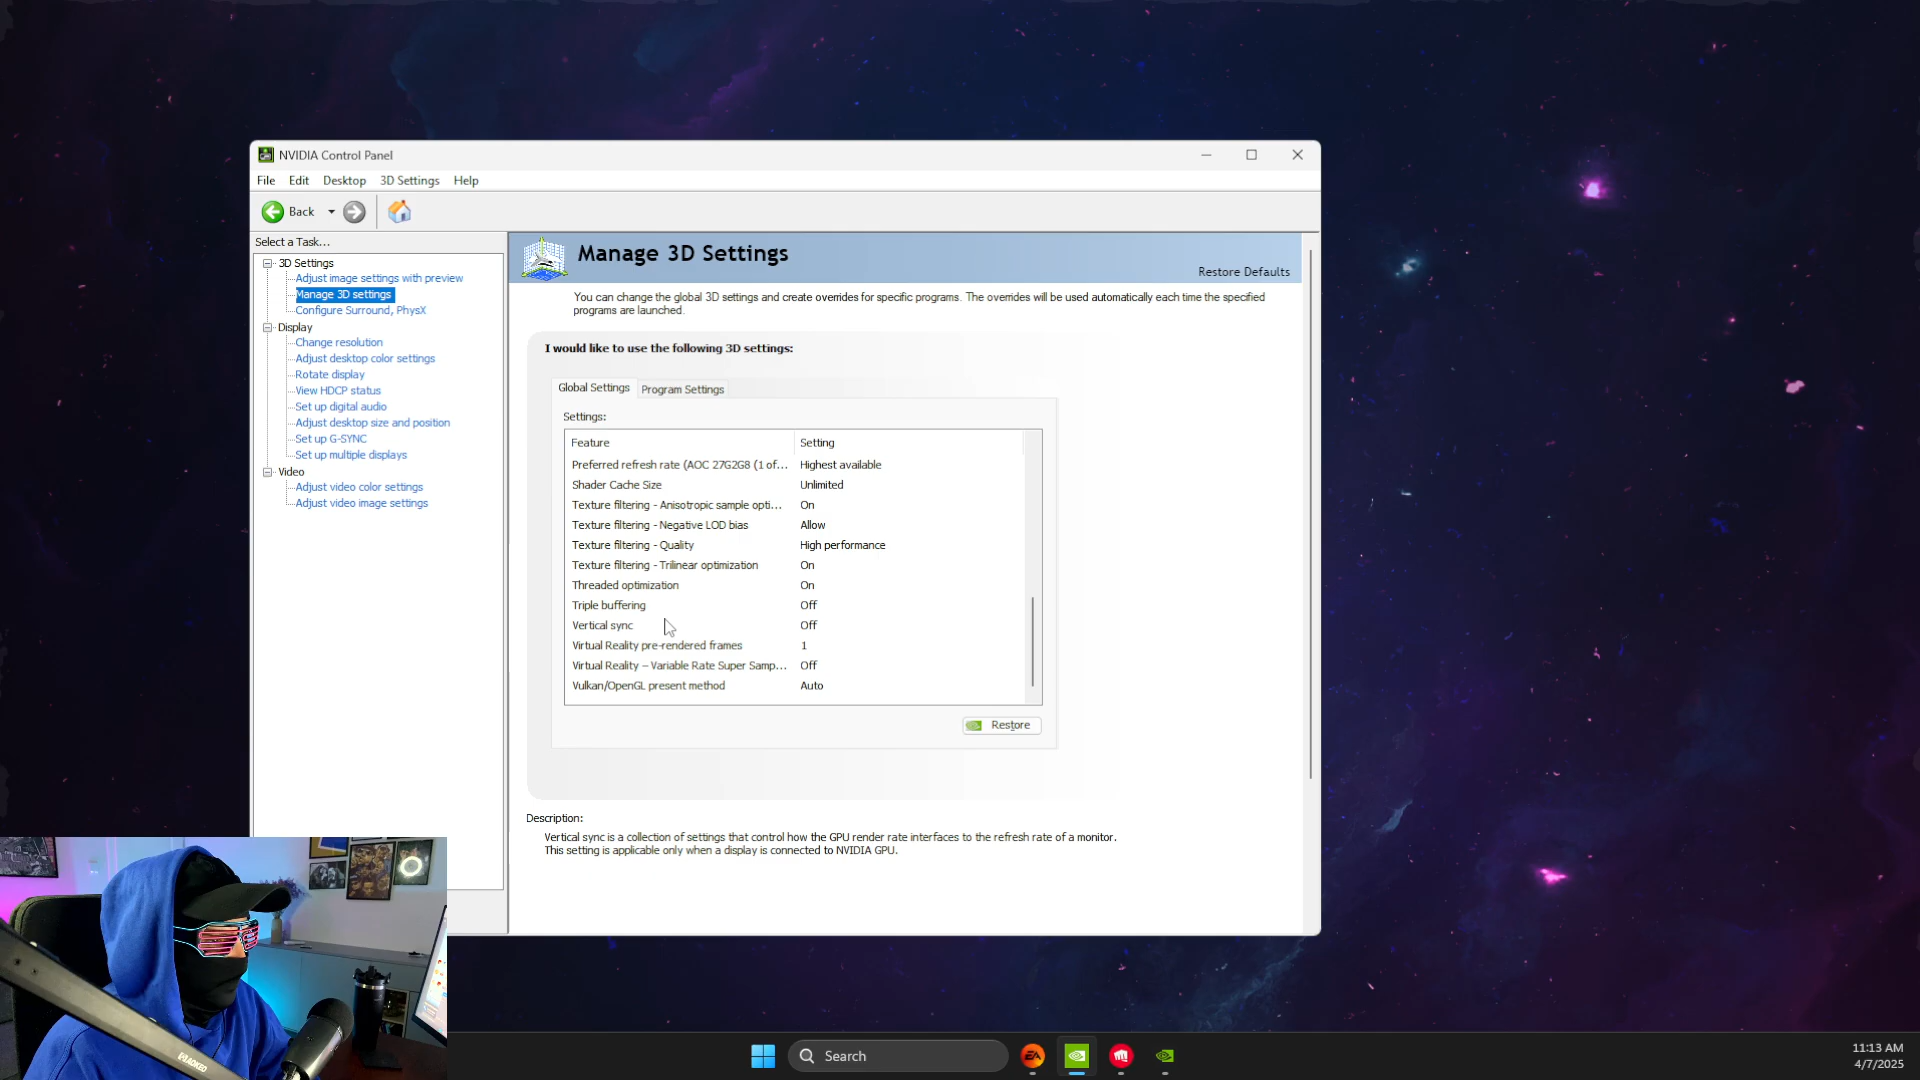 NVIDIA Control Panel
File Edit Desktop 3D Settings Help
Back
Select a Task...
3D Settings
Adjust image settings with preview
Manage 3D settings
Configure Surround, PhysX
Display
Change resolution
Adjust desktop color settings
Rotate display
View HDCP status
Set up digital audio
Adjust desktop size and position
Set up G-SYNC
Set up multiple displays
Video
Adjust video color settings
Adjust video image settings
Manage 3D Settings
Restore Defaults
You can change the global 3D settings and create overrides for specific programs. The overrides will be used automatically each time the specified
programs are launched.
I would like to use the following 3D settings:
Global Settings Program Settings
Settings:
Feature Setting
Preferred refresh rate (AOC 27G2G8 (1 of... Highest available
Shader Cache Size Unlimited
Texture filtering - Anisotropic sample opti... On
Texture filtering - Negative LOD bias Allow
Texture filtering - Quality High performance
Texture filtering - Trilinear optimization On
Threaded optimization On
Triple buffering Off
Vertical sync Off
Virtual Reality pre-rendered frames 1
Virtual Reality – Variable Rate Super Samp... Off
Vulkan/OpenGL present method Auto
Restore
Description:
Vertical sync is a collection of settings that control how the GPU render rate interfaces to the refresh rate of a monitor.
This setting is applicable only when a display is connected to NVIDIA GPU.
Search
EA
11:13 AM
4/7/2025